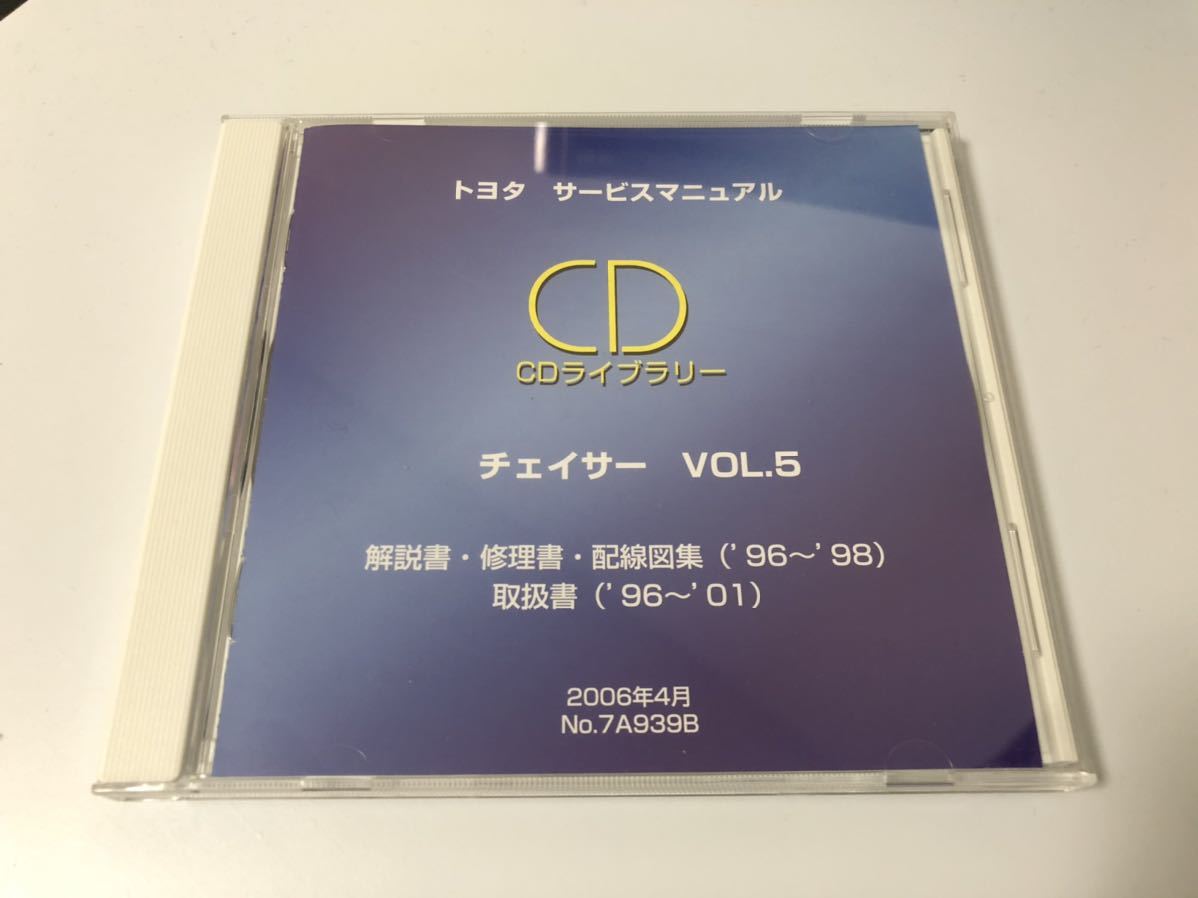 トヨタ　サービスマニュアル
CD
CDライブラリー
チェイサー　VOL.5
解説書・修理書・配線図集（'96〜'98）
取扱書（'96〜'01）
2006年4月
No.7A939B